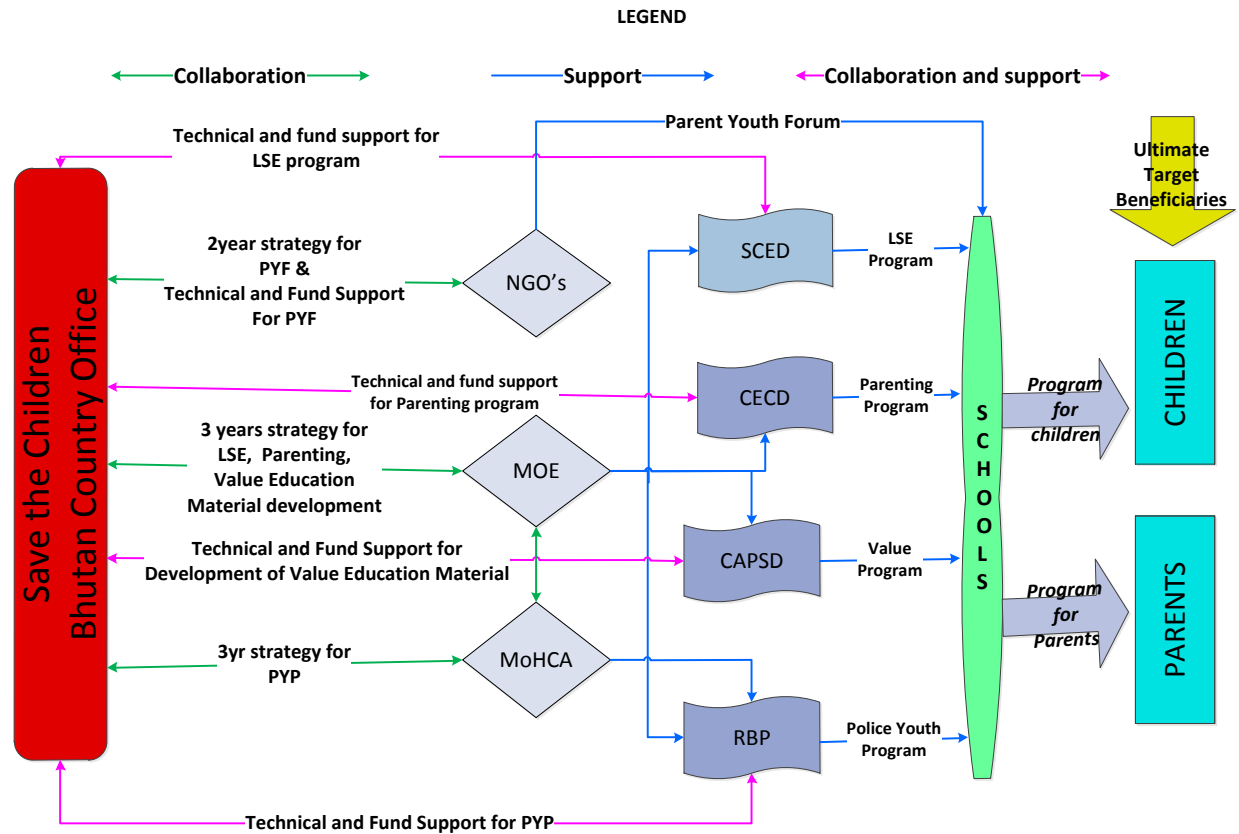 LEGEND
Collaboration
Support
Collaboration and support
Technical and fund support for
LSE program
Parent Youth Forum
Ultimate
Target
Beneficiaries
2year strategy for
PYF &
Technical and Fund Support
For PYF
NGO's
SCED
LSE
Program
Save the Children
Bhutan Country Office
Technical and fund support
for Parenting program
CECD
Parenting
Program
SCHOOLS
Program
for
children
CHILDREN
3 years strategy for
LSE, Parenting,
Value Education
Material development
MOE
Technical and Fund Support for
Development of Value Education Material
CAPSD
Value
Program
Program
for
Parents
PARENTS
3yr strategy for
PYP
MoHCA
RBP
Police Youth
Program
Technical and Fund Support for PYP